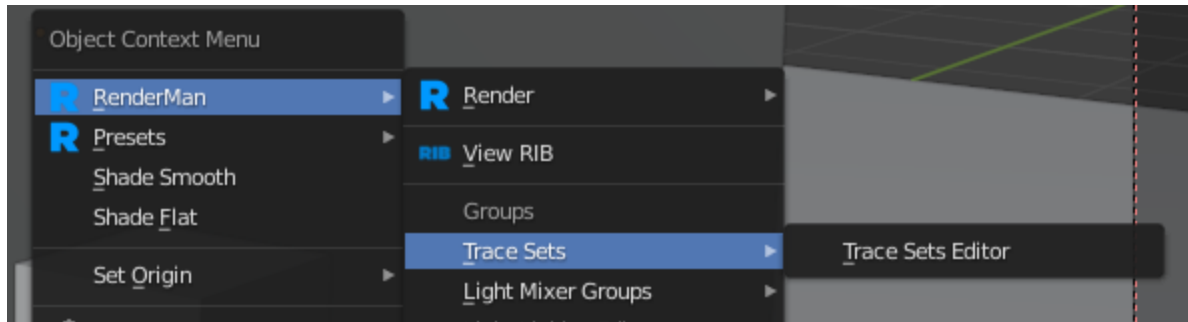 Object Context Menu
RenderMan
Presets
Shade Smooth
Shade Flat
Set Origin
Render
RIB View RIB
Groups
Trace Sets
Light Mixer Groups
Trace Sets Editor